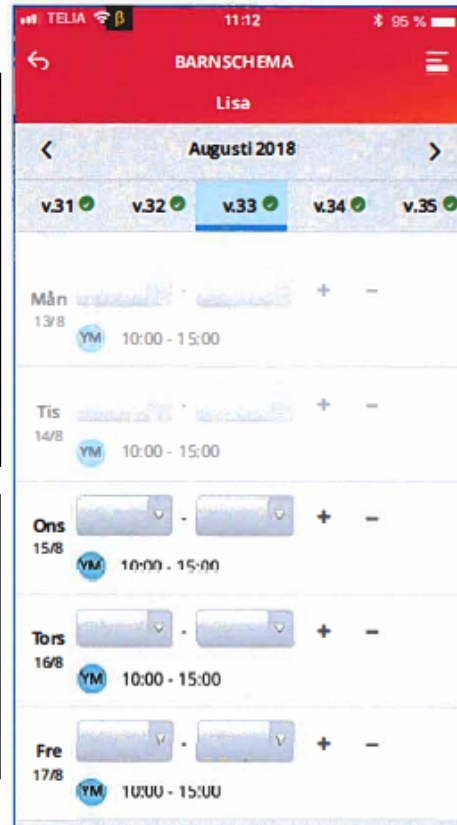 TELIA β 11:12 95 %
BARNSCHEMA
Lisa
Augusti 2018
v.31 v.32 v.33 v.34 v.35
Mån - + -
13/8
YM 10:00 - 15:00
Tis - + -
14/8
YM 10:00 - 15:00
Ons - + -
15/8
YM 10:00 - 15:00
Tors - + -
16/8
YM 10:00 - 15:00
Fre - + -
17/8
YM 10:00 - 15:00